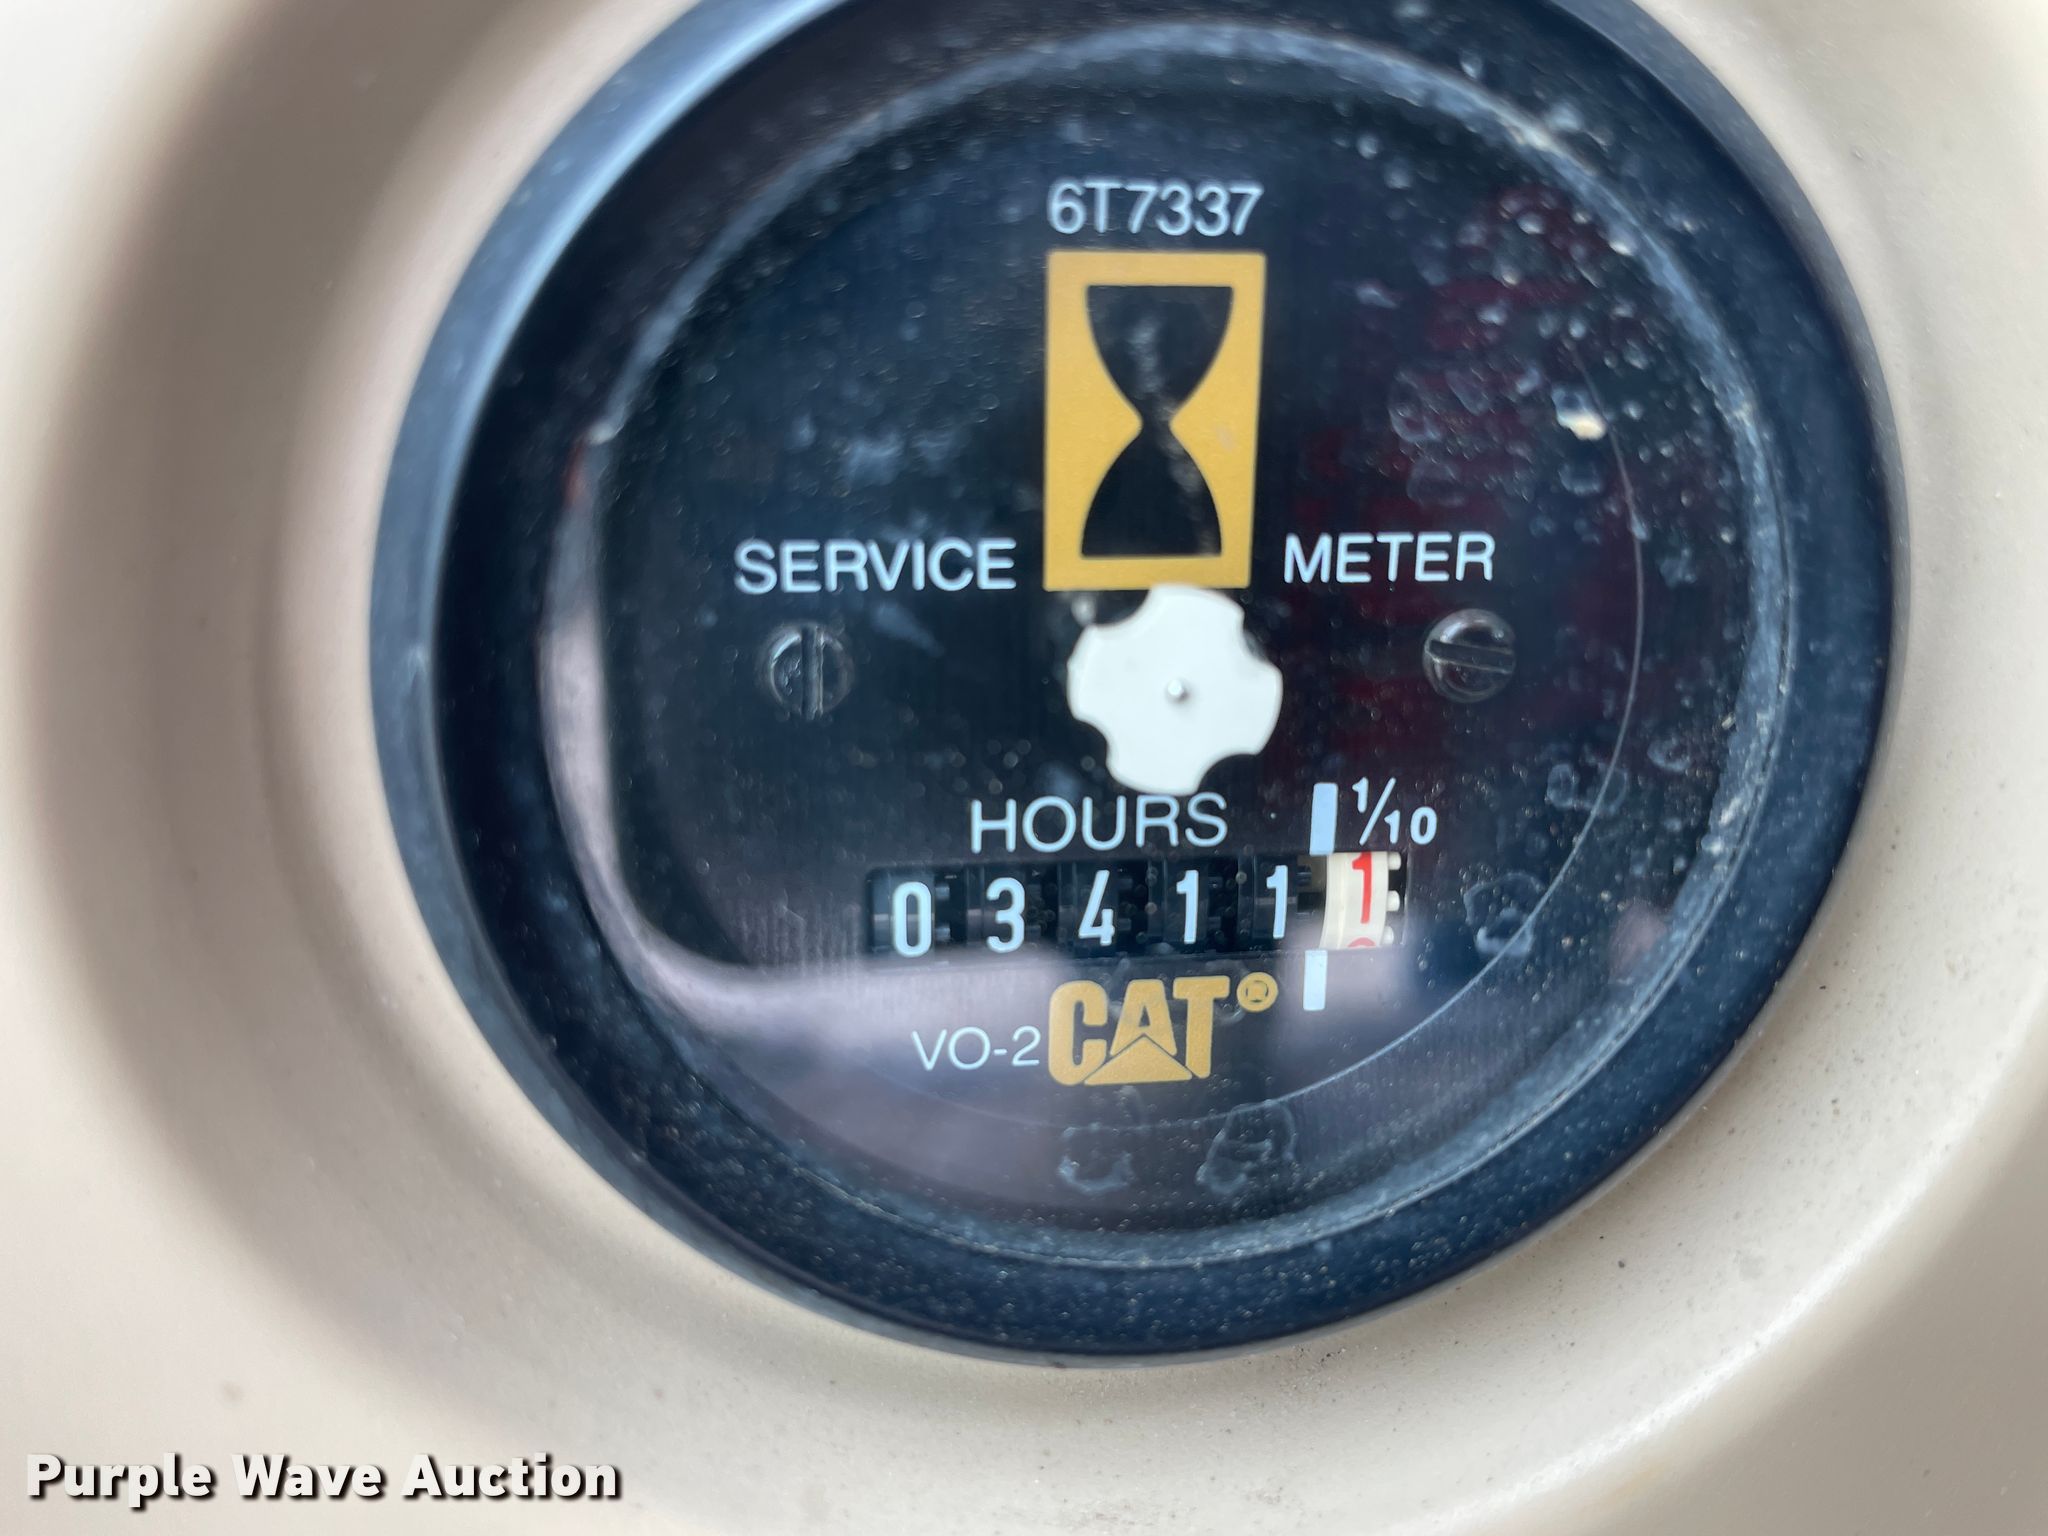 6T7337
SERVICE METER
HOURS 1/10
0 3 4 1 1 1
VO-2 CAT®
Purple Wave Auction